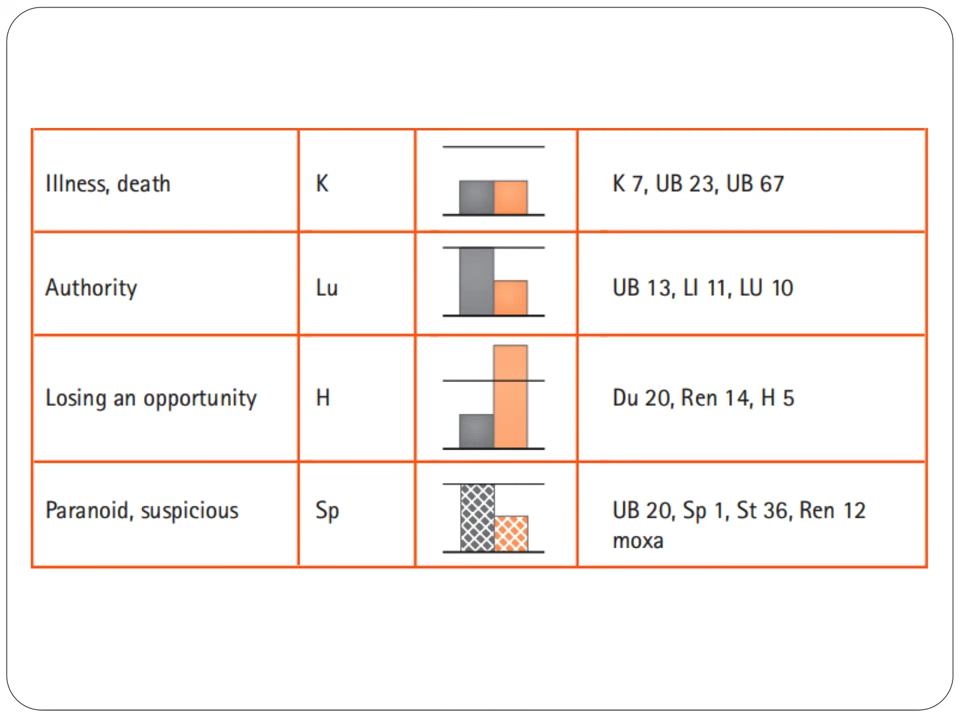 Illness, death K K 7, UB 23, UB 67
Authority Lu UB 13, LI 11, LU 10
Losing an opportunity H Du 20, Ren 14, H 5
Paranoid, suspicious Sp UB 20, Sp 1, St 36, Ren 12
moxa